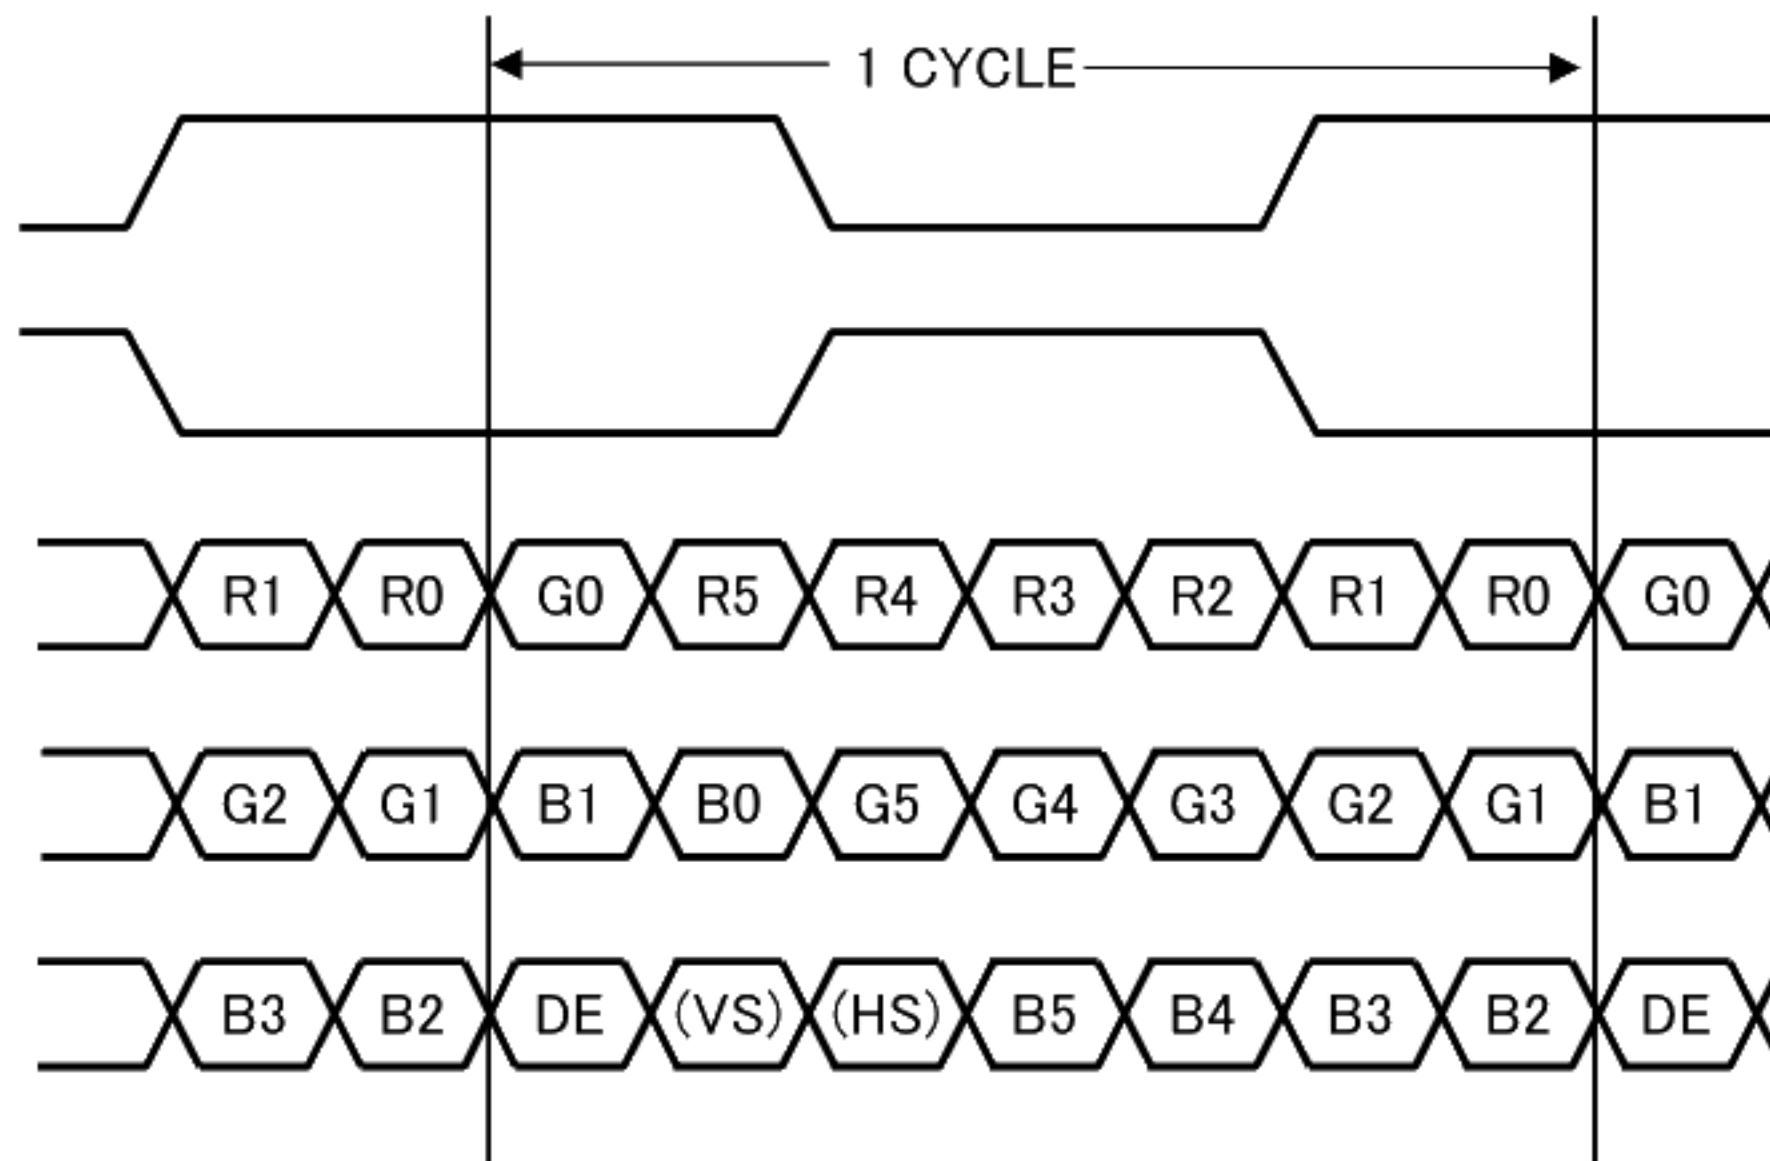 1 CYCLE
R1 R0 G0 R5 R4 R3 R2 R1 R0 G0
G2 G1 B1 B0 G5 G4 G3 G2 G1 B1
B3 B2 DE (VS) (HS) B5 B4 B3 B2 DE